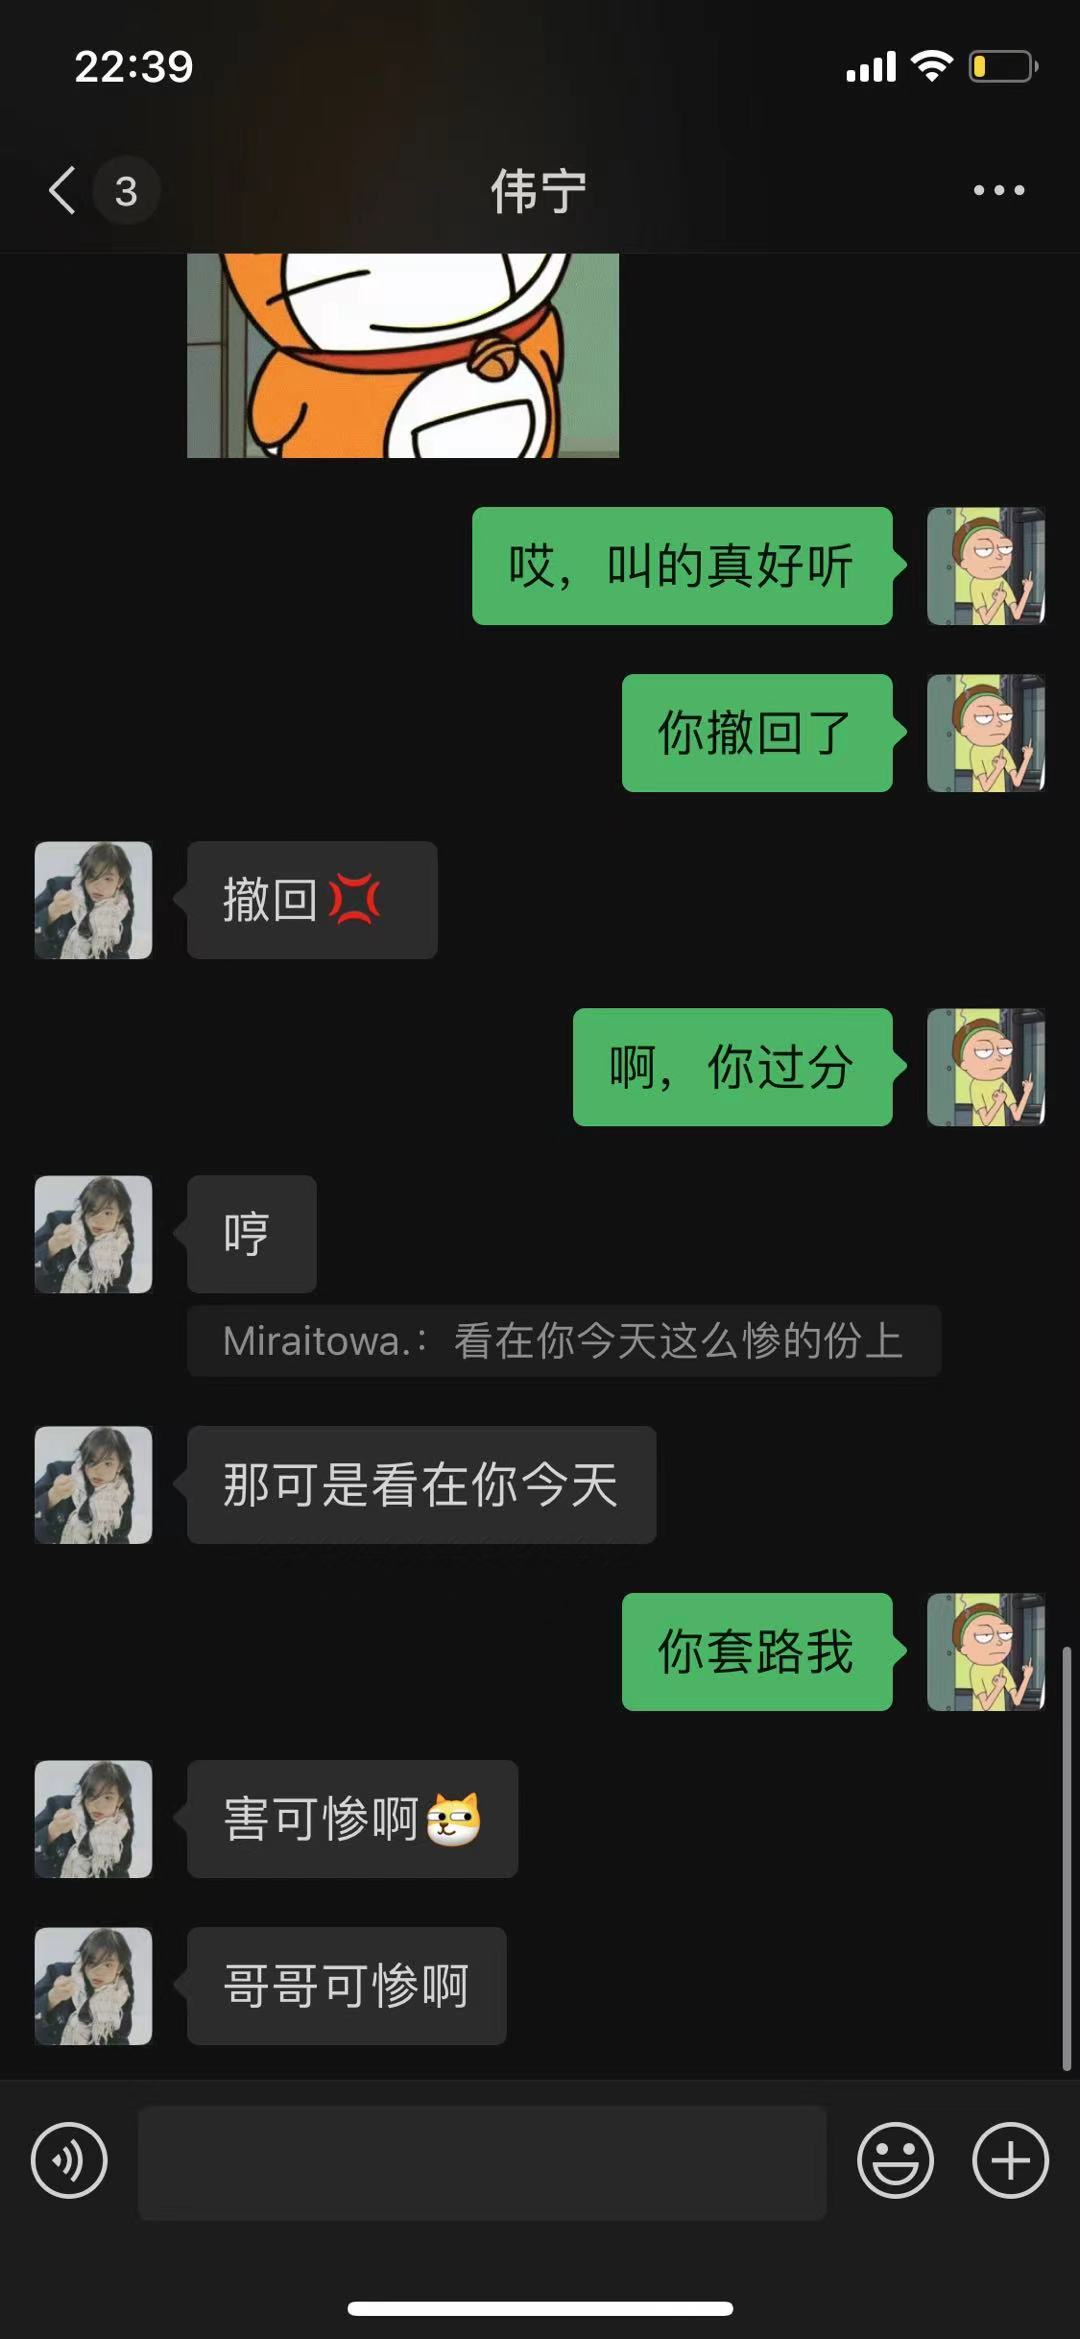 22:39
3
伟宁
哎，叫的真好听
你撤回了
撤回💢
啊，你过分
哼
Miraitowa.：看在你今天这么惨的份上
那可是看在你今天
你套路我
害可惨啊
哥哥可惨啊